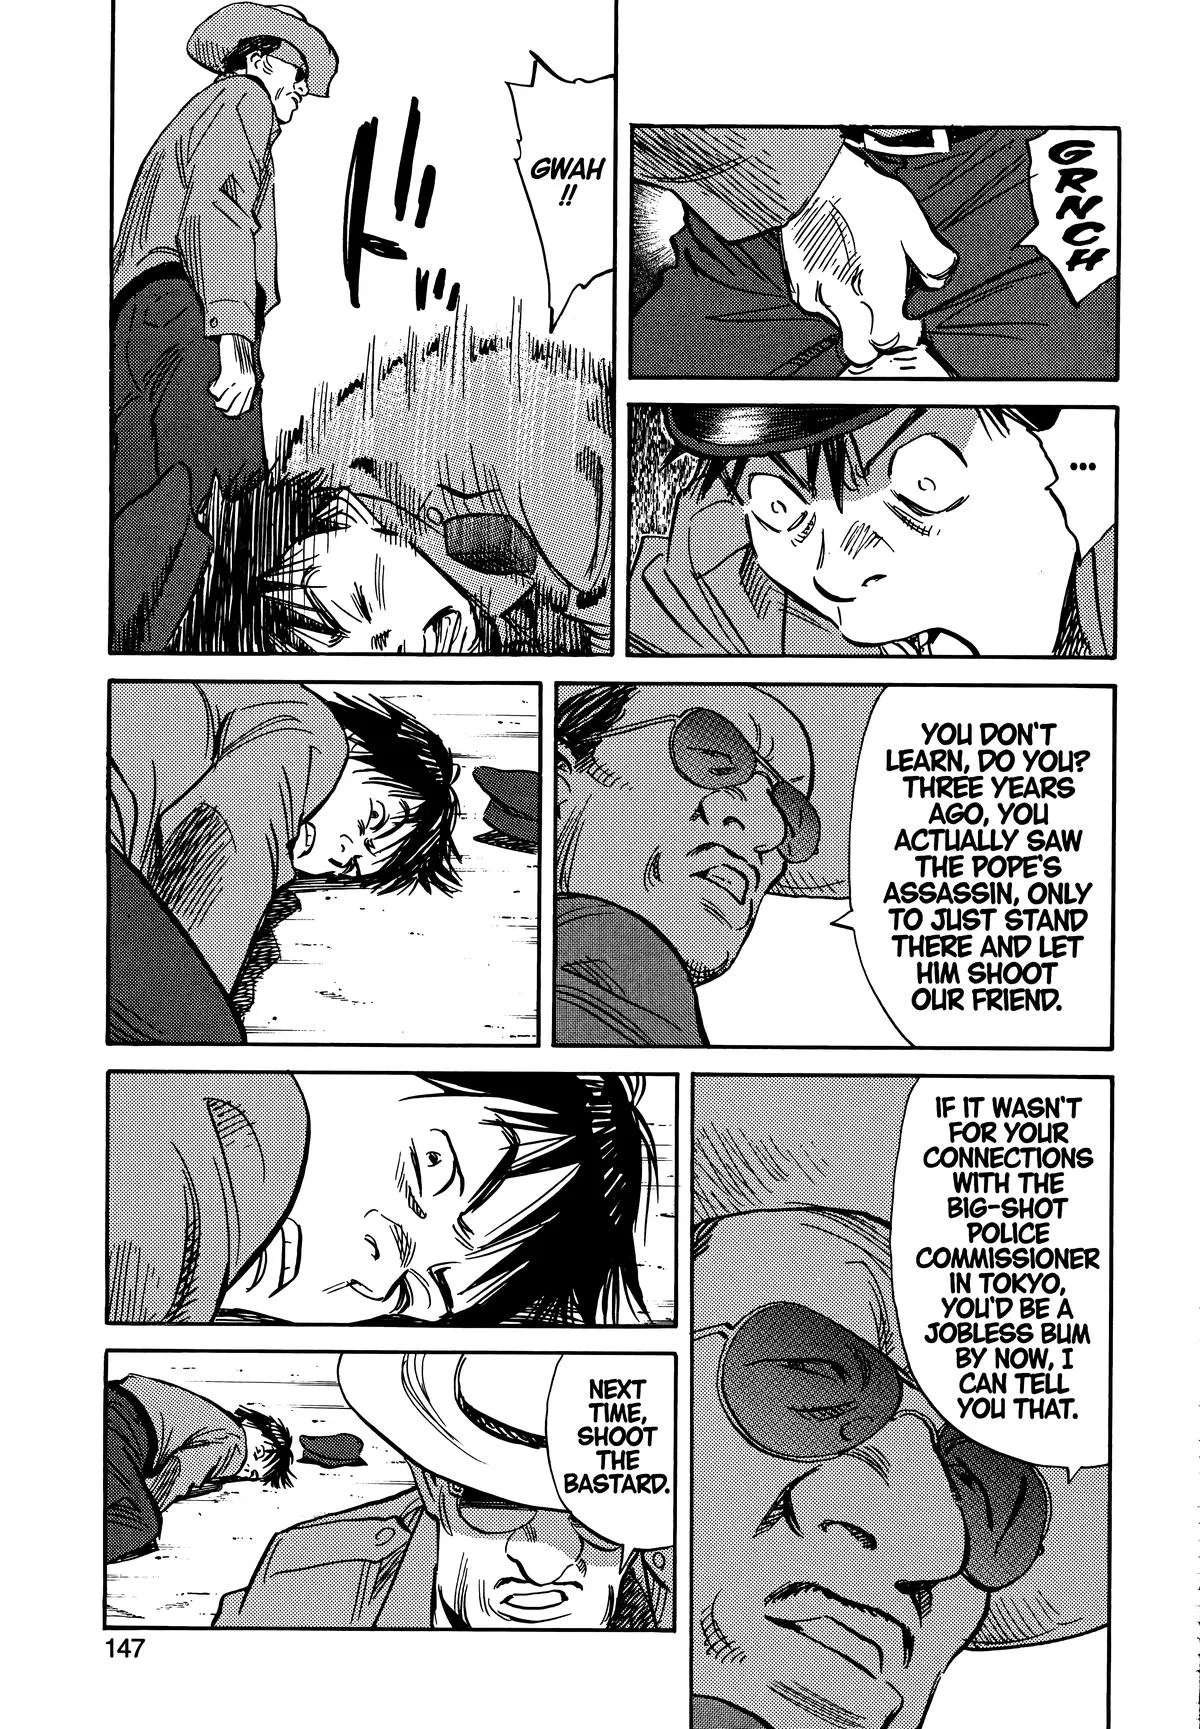 GRNCH
...
GWAH
!!
ドド
YOU DON'T
LEARN, DO YOU?
THREE YEARS
AGO, YOU
ACTUALLY SAW
THE POPE'S
ASSASSIN, ONLY
TO JUST STAND
THERE AND LET
HIM SHOOT
OUR FRIEND.
IF IT WASN'T
FOR YOUR
CONNECTIONS
WITH THE
BIG-SHOT
POLICE
COMMISSIONER
IN TOKYO,
YOU'D BE A
JOBLESS BUM
BY NOW, I
CAN TELL
YOU THAT.
NEXT
TIME,
SHOOT
THE
BASTARD.
147